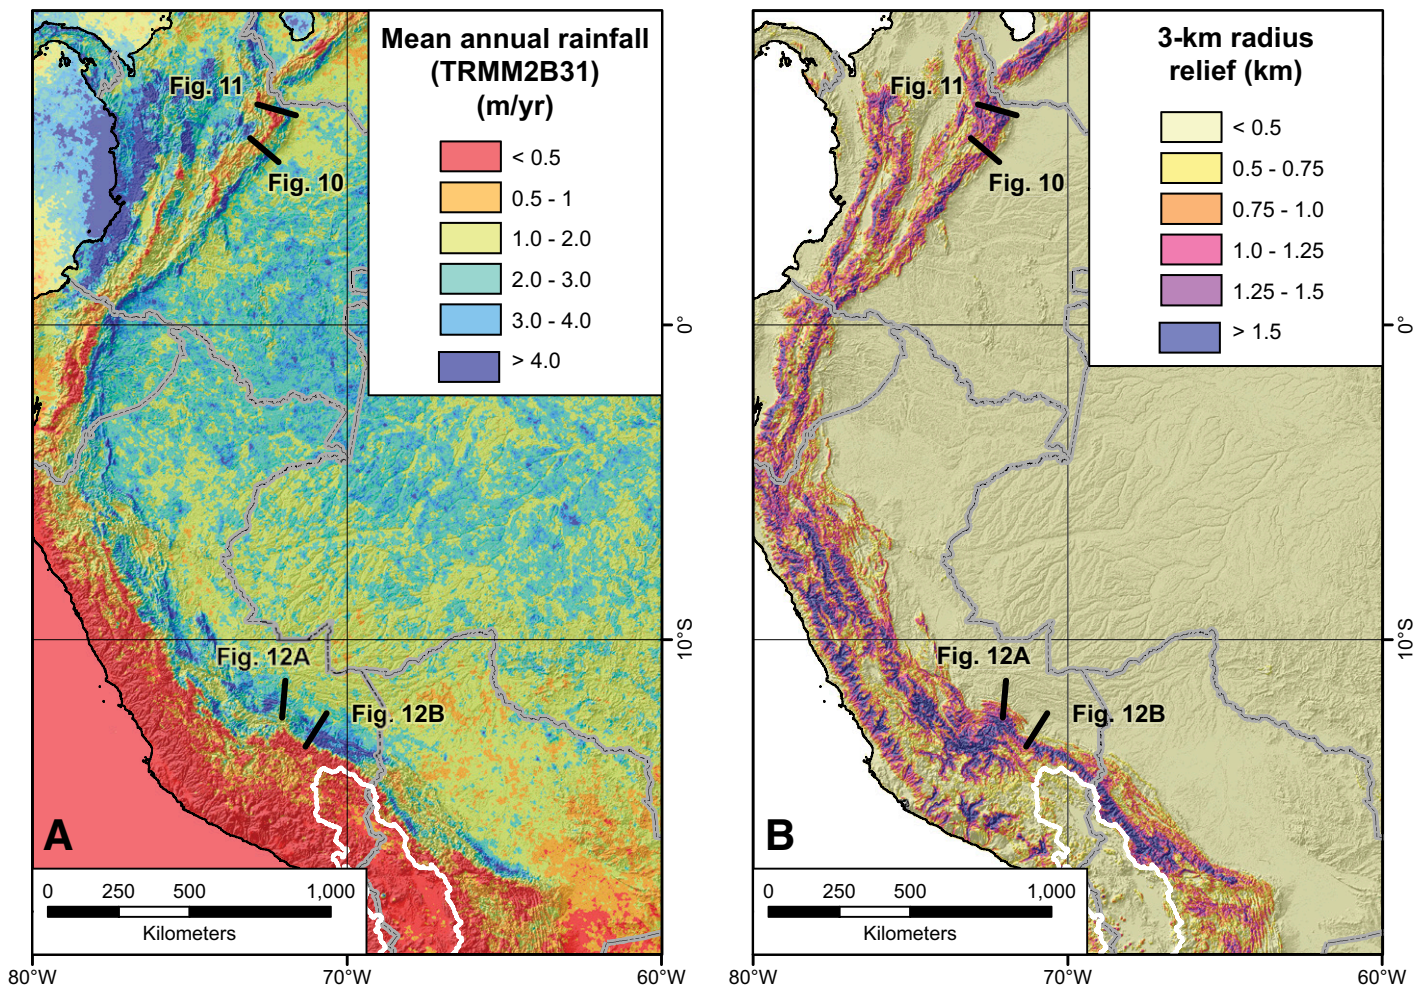 Mean annual rainfall
(TRMM2B31)
(m/yr)
< 0.5
0.5 - 1
1.0 - 2.0
2.0 - 3.0
3.0 - 4.0
> 4.0
Fig. 11
Fig. 10
Fig. 12A
Fig. 12B
A
0 250 500 1,000
Kilometers
80°W 70°W 60°W
0°
10°S
3-km radius
relief (km)
< 0.5
0.5 - 0.75
0.75 - 1.0
1.0 - 1.25
1.25 - 1.5
> 1.5
Fig. 11
Fig. 10
Fig. 12A
Fig. 12B
B
0 250 500 1,000
Kilometers
80°W 70°W 60°W
0°
10°S